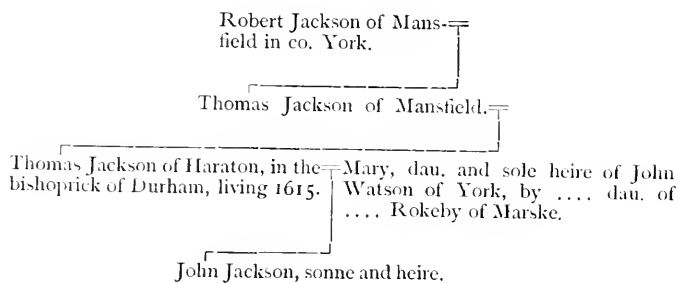 Robert Jackson of Mans-
field in co. York.
Thomas Jackson of Mansfield.
Thomas Jackson of Haraton, in the
bishoprick of Durham, living 1615.
Mary, dau. and sole heire of John
Watson of York, by .... dau. of
.... Rokeby of Marske.
John Jackson, sonne and heire.